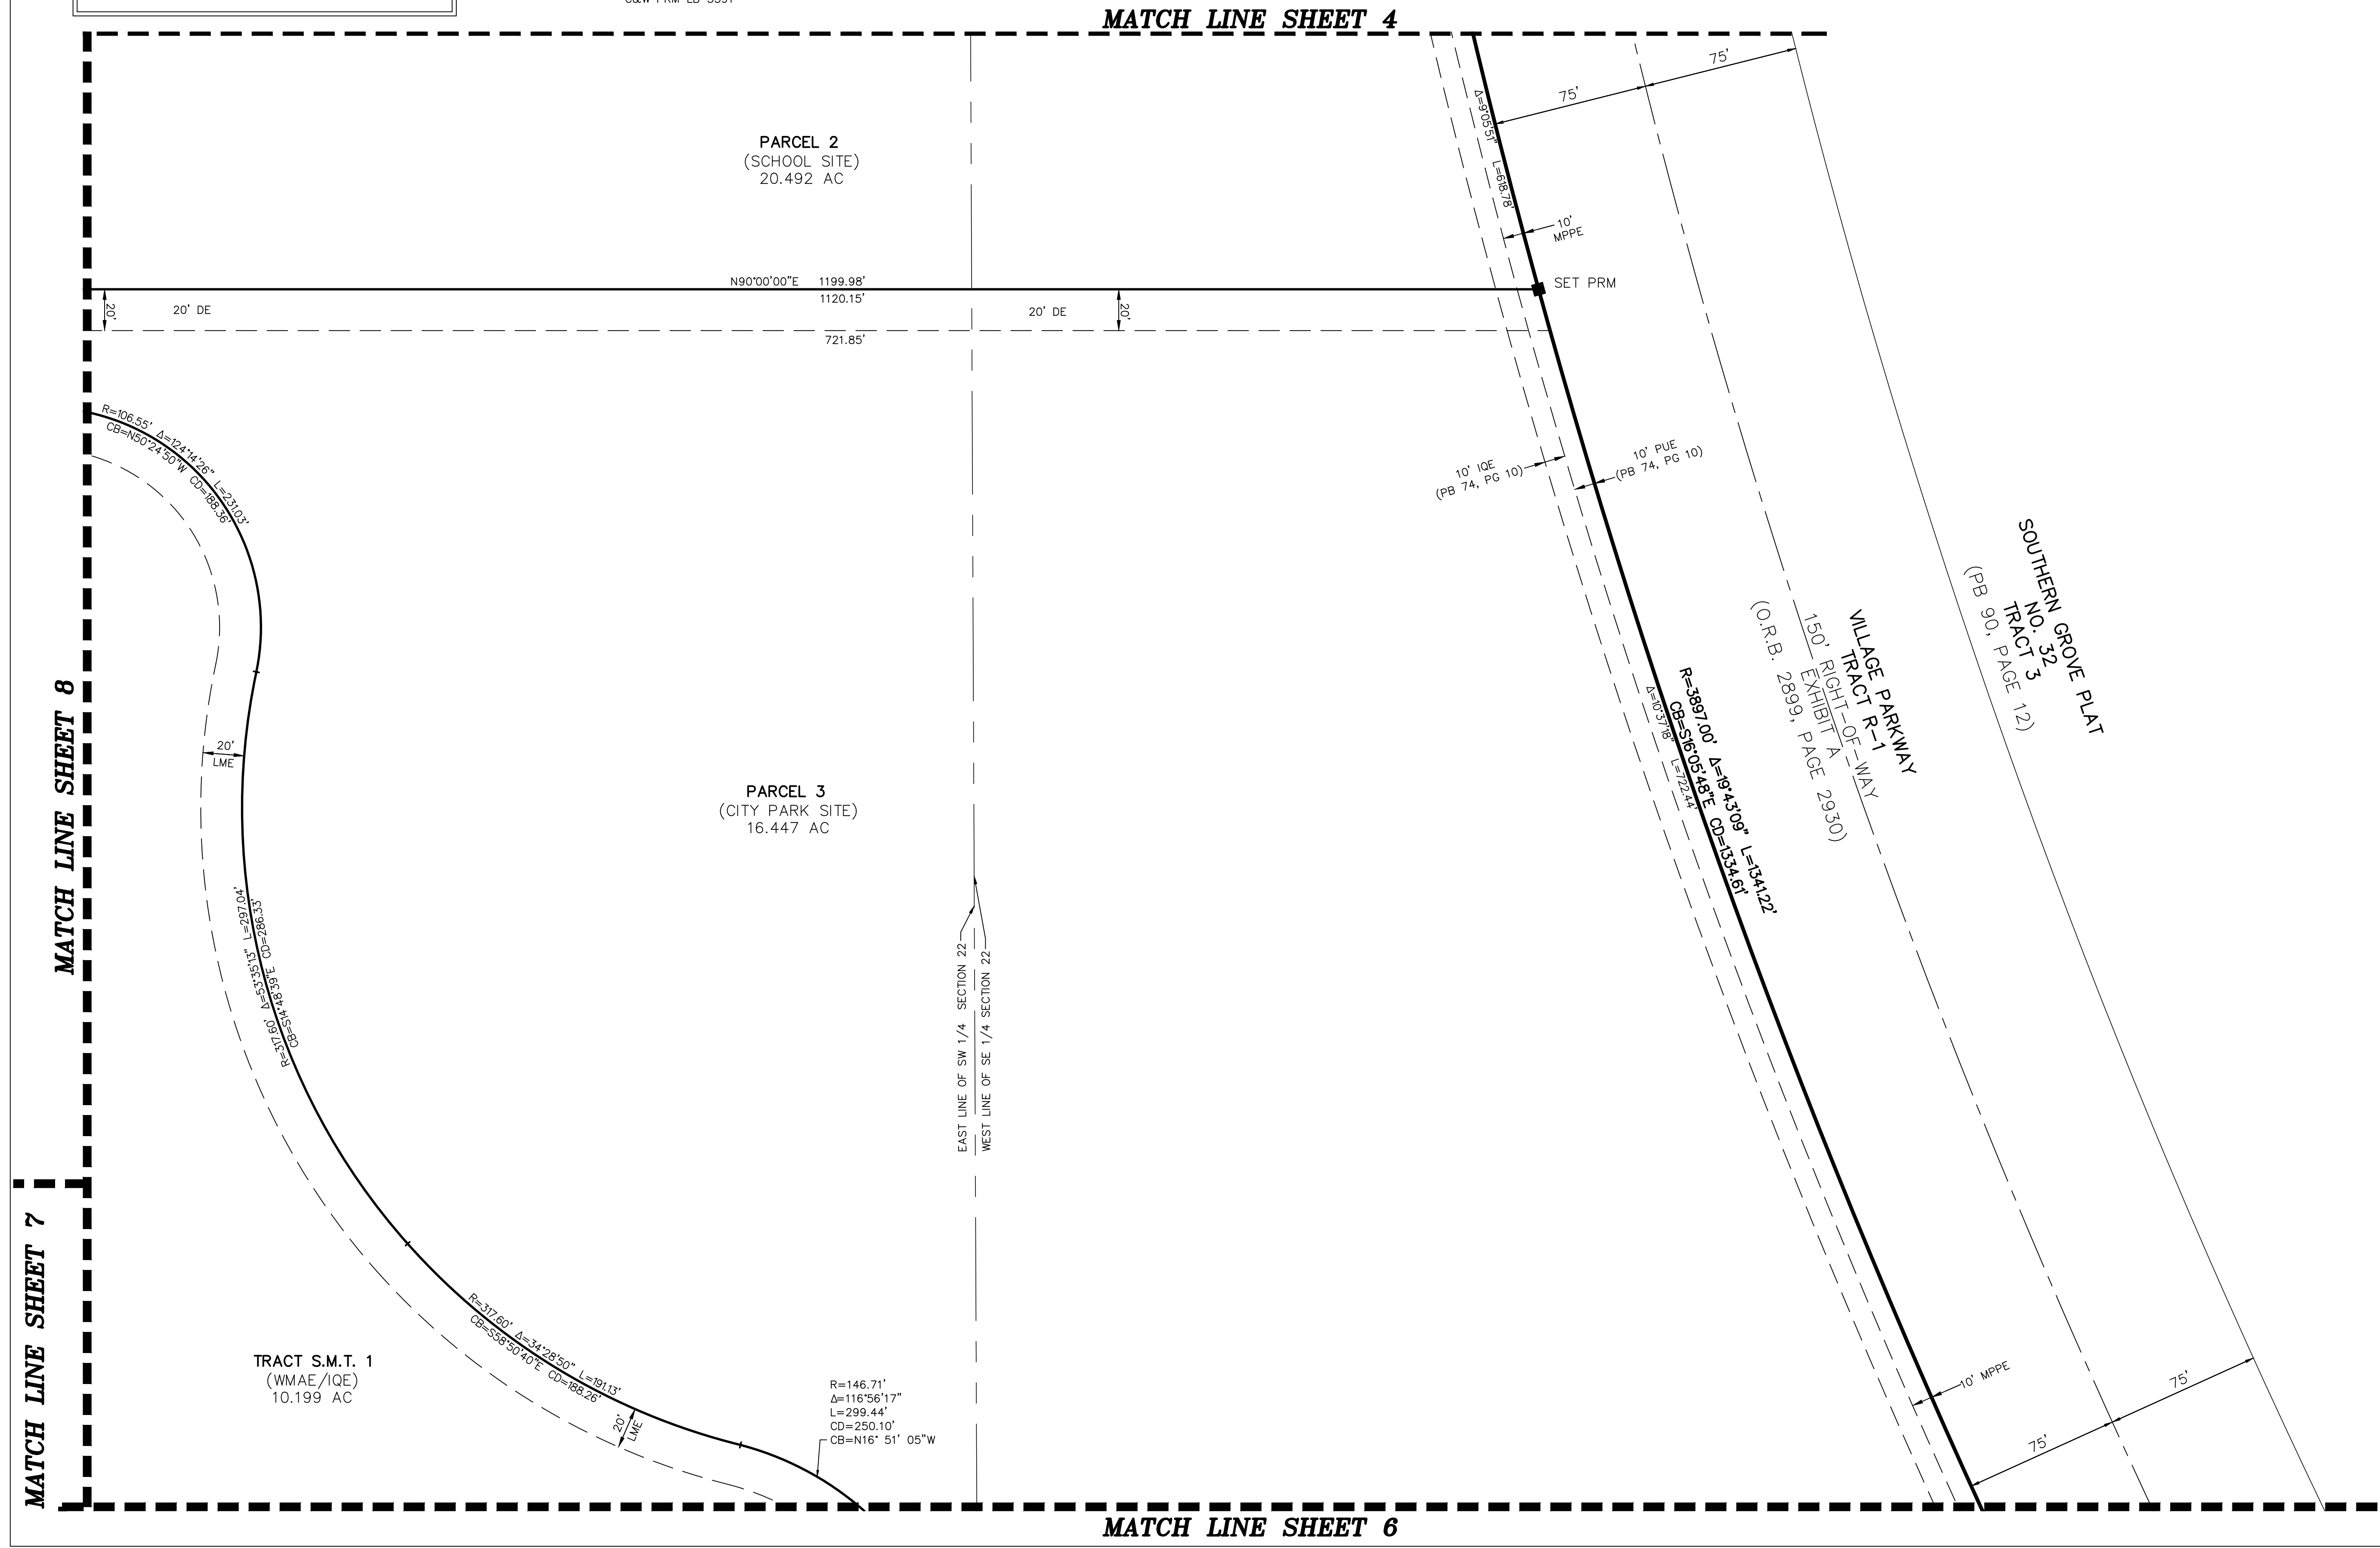 MATCH LINE SHEET 4
75'
75'
Δ=9°05'51" L=618.78'
PARCEL 2
(SCHOOL SITE)
20.492 AC
10'
MPPE
N90°00'00"E 1199.98'
1120.15'
SET PRM
20'
20' DE
20' DE
20'
721.85'
R=106.55' Δ=124°14'26" L=231.03'
CB=N50°24'50"W CD=188.36'
10' IQE
(PB 74, PG 10)
10' PUE
(PB 74, PG 10)
SOUTHERN GROVE PLAT
NO. 32
TRACT 3
(PB 90, PAGE 12)
VILLAGE PARKWAY
TRACT R-1
150' RIGHT-OF-WAY
EXHIBIT A
(O.R.B. 2899, PAGE 2930)
R=3897.00' Δ=19°43'09" L=1341.22'
CB=S16°05'48"E CD=1334.61'
Δ=10°37'18" L=722.44'
MATCH LINE SHEET 8
20'
LME
PARCEL 3
(CITY PARK SITE)
16.447 AC
R=317.60' Δ=53°35'13" L=297.04'
CB=S14°48'39"E CD=286.33'
EAST LINE OF SW 1/4 SECTION 22
WEST LINE OF SE 1/4 SECTION 22
MATCH LINE SHEET 7
TRACT S.M.T. 1
(WMAE/IQE)
10.199 AC
R=317.60' Δ=34°28'50" L=191.13'
CB=S58°50'40"E CD=188.26'
20'
LME
R=146.71'
Δ=116°56'17"
L=299.44'
CD=250.10'
CB=N16° 51' 05"W
10' MPPE
75'
75'
MATCH LINE SHEET 6